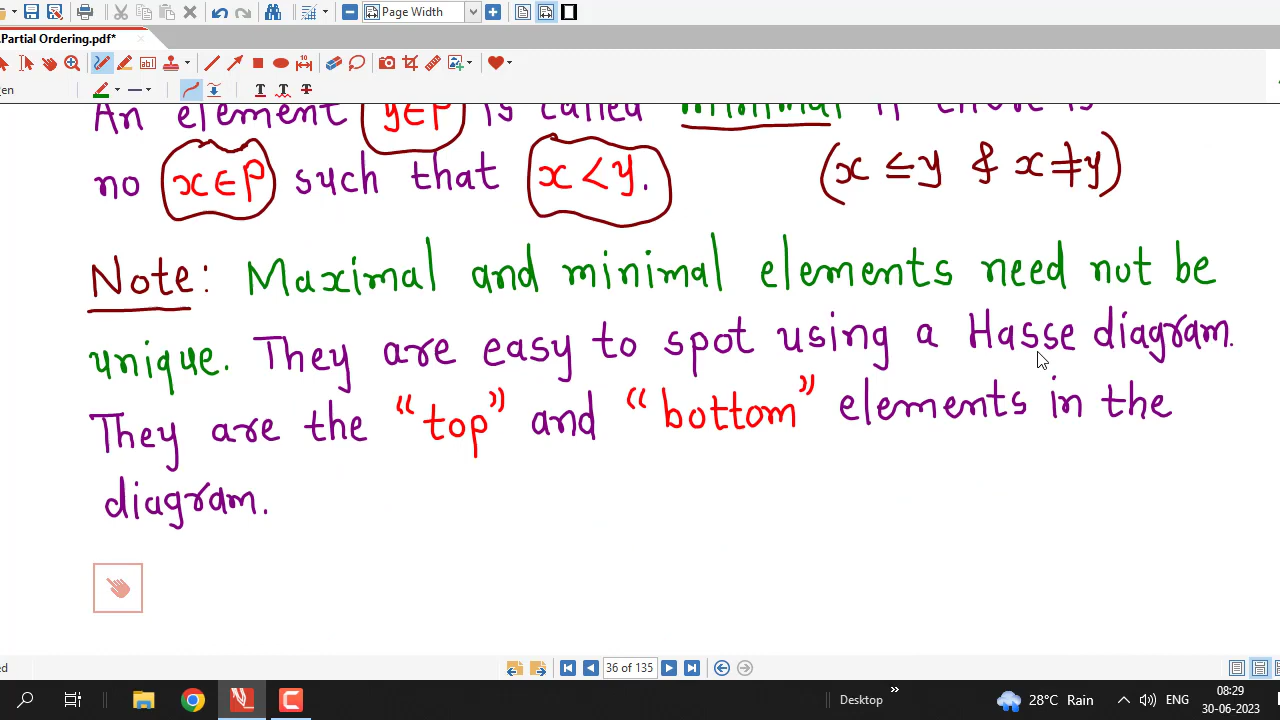 Page Width
Partial Ordering.pdf*
An element y∈P is called minimal if there is
no x∈P such that x < y. (x ≤ y & x ≠ y)
Note: Maximal and minimal elements need not be
unique. They are easy to spot using a Hasse diagram.
They are the “top” and “bottom” elements in the
diagram.
36 of 135
Desktop
28°C Rain
ENG
08:29
30-06-2023